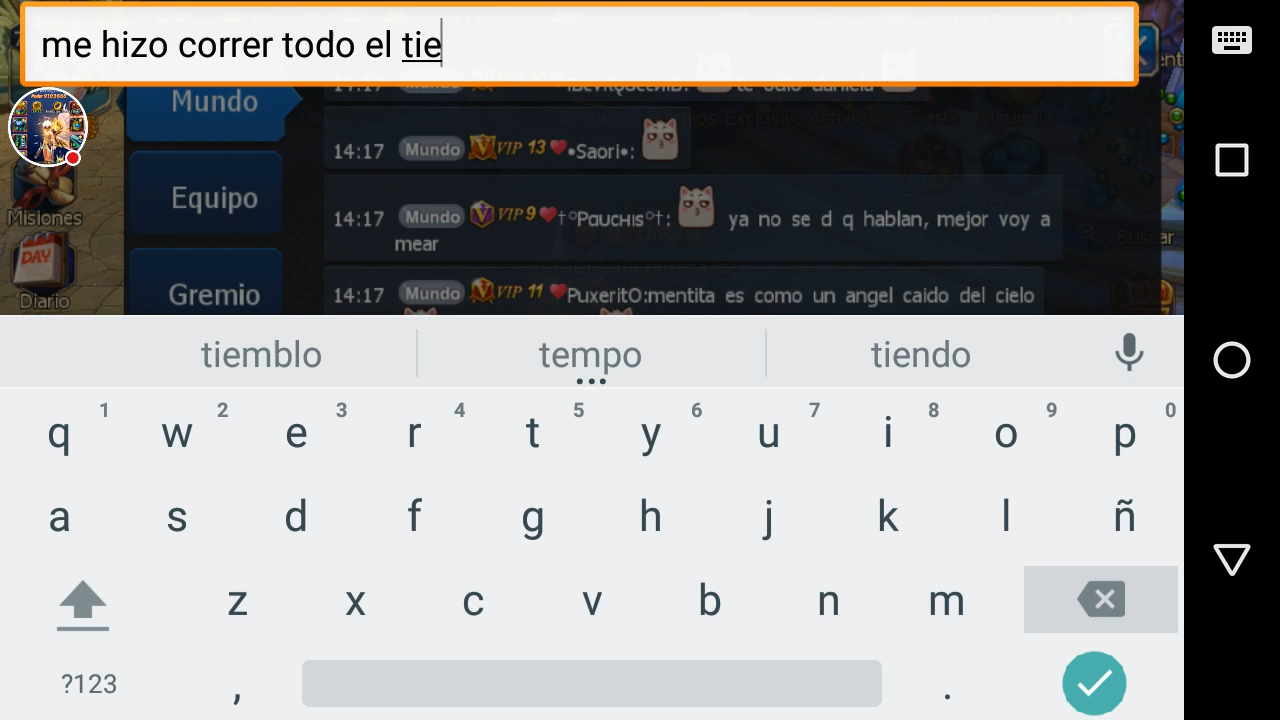 me hizo correr todo el tie
Mundo
14:17 Mundo VIP 13 •Saori•:
Equipo
14:17 Mundo VIP 9 †°Pαucнιs°†: ya no se d q hablan, mejor voy a
mear
Misiones
Buscar
DAY
Diario
Gremio
14:17 Mundo VIP 11 PuxeritO:mentita es como un angel caido del cielo
tiemblo tempo tiendo
1 2 3 4 5 6 7 8 9 0
q w e r t y u i o p
a s d f g h j k l ñ
z x c v b n m
?123 , .